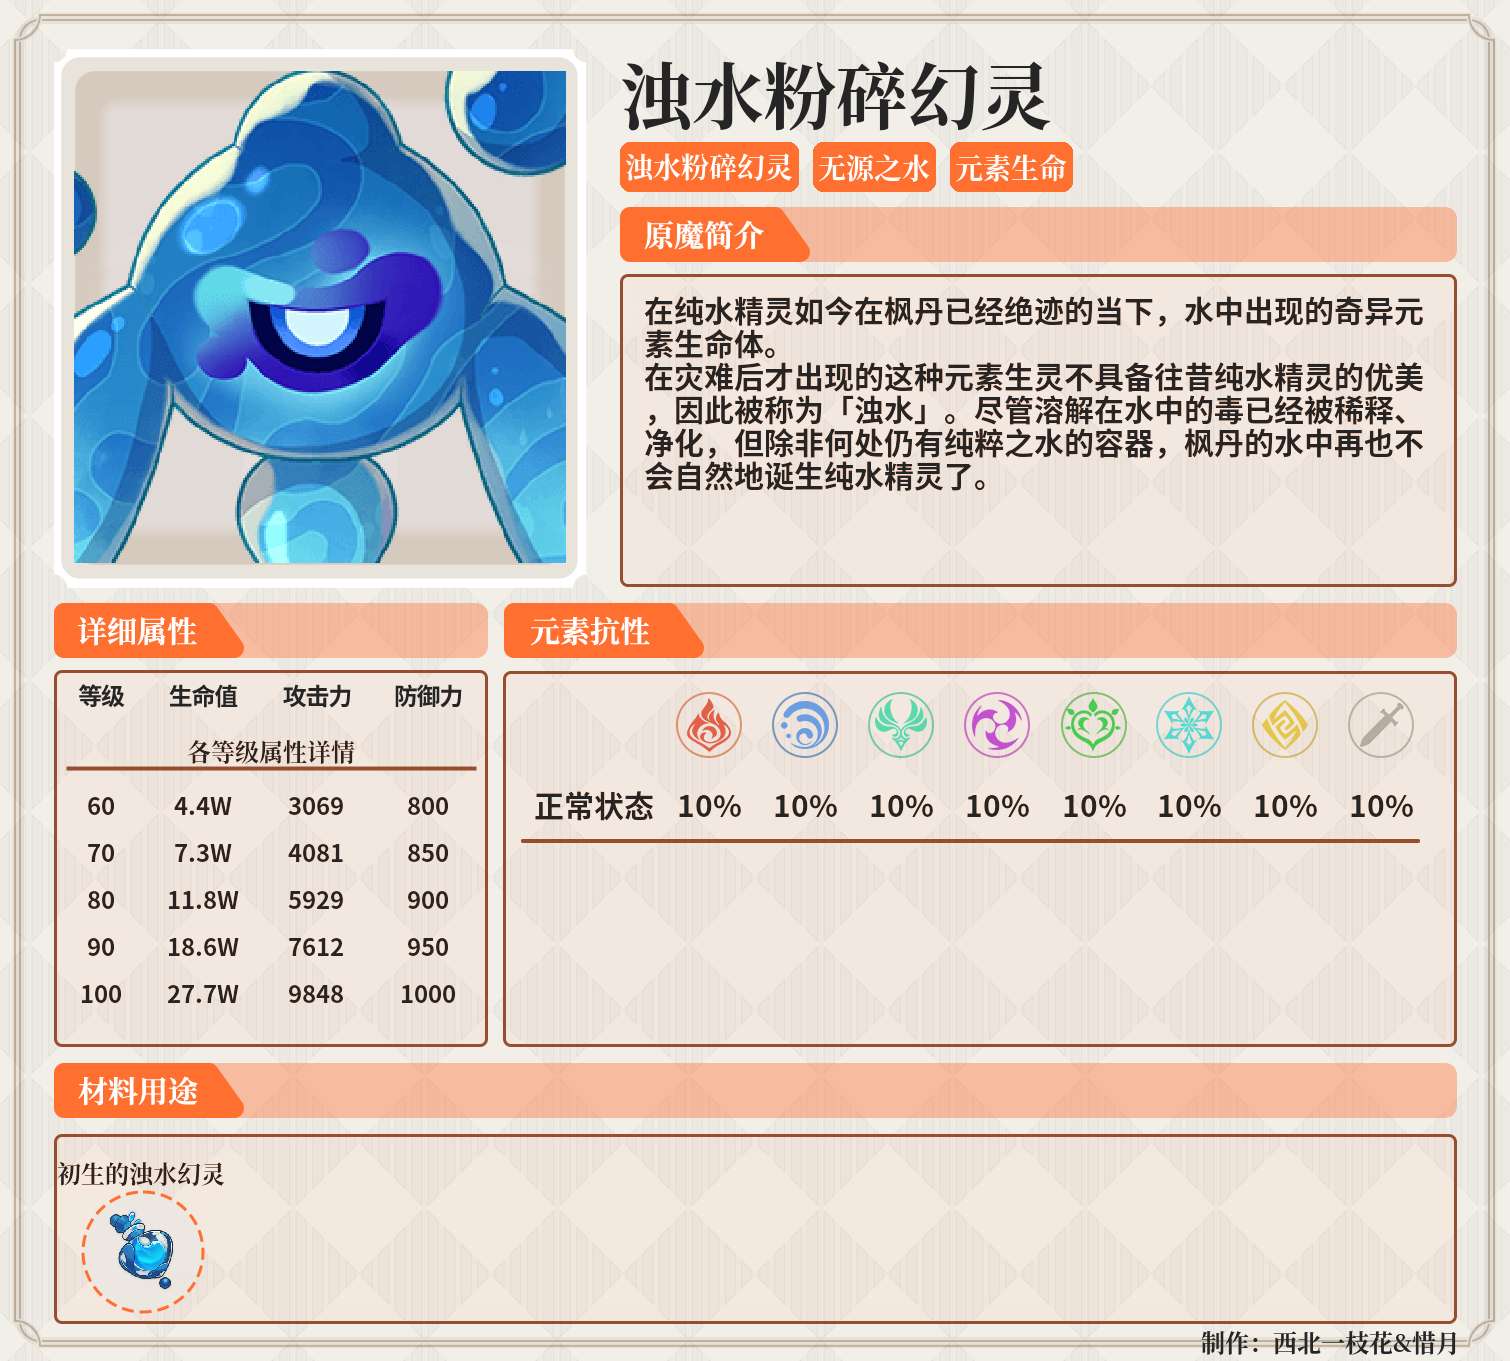 浊水粉碎幻灵
浊水粉碎幻灵 无源之水 元素生命
原魔简介
在纯水精灵如今在枫丹已经绝迹的当下，水中出现的奇异元
素生命体。
在灾难后才出现的这种元素生灵不具备往昔纯水精灵的优美
，因此被称为「浊水」。尽管溶解在水中的毒已经被稀释、
净化，但除非何处仍有纯粹之水的容器，枫丹的水中再也不
会自然地诞生纯水精灵了。
详细属性
等级 生命值 攻击力 防御力
各等级属性详情
60 4.4W 3069 800
70 7.3W 4081 850
80 11.8W 5929 900
90 18.6W 7612 950
100 27.7W 9848 1000
元素抗性
正常状态 10% 10% 10% 10% 10% 10% 10% 10%
材料用途
初生的浊水幻灵
制作：西北一枝花&惜月